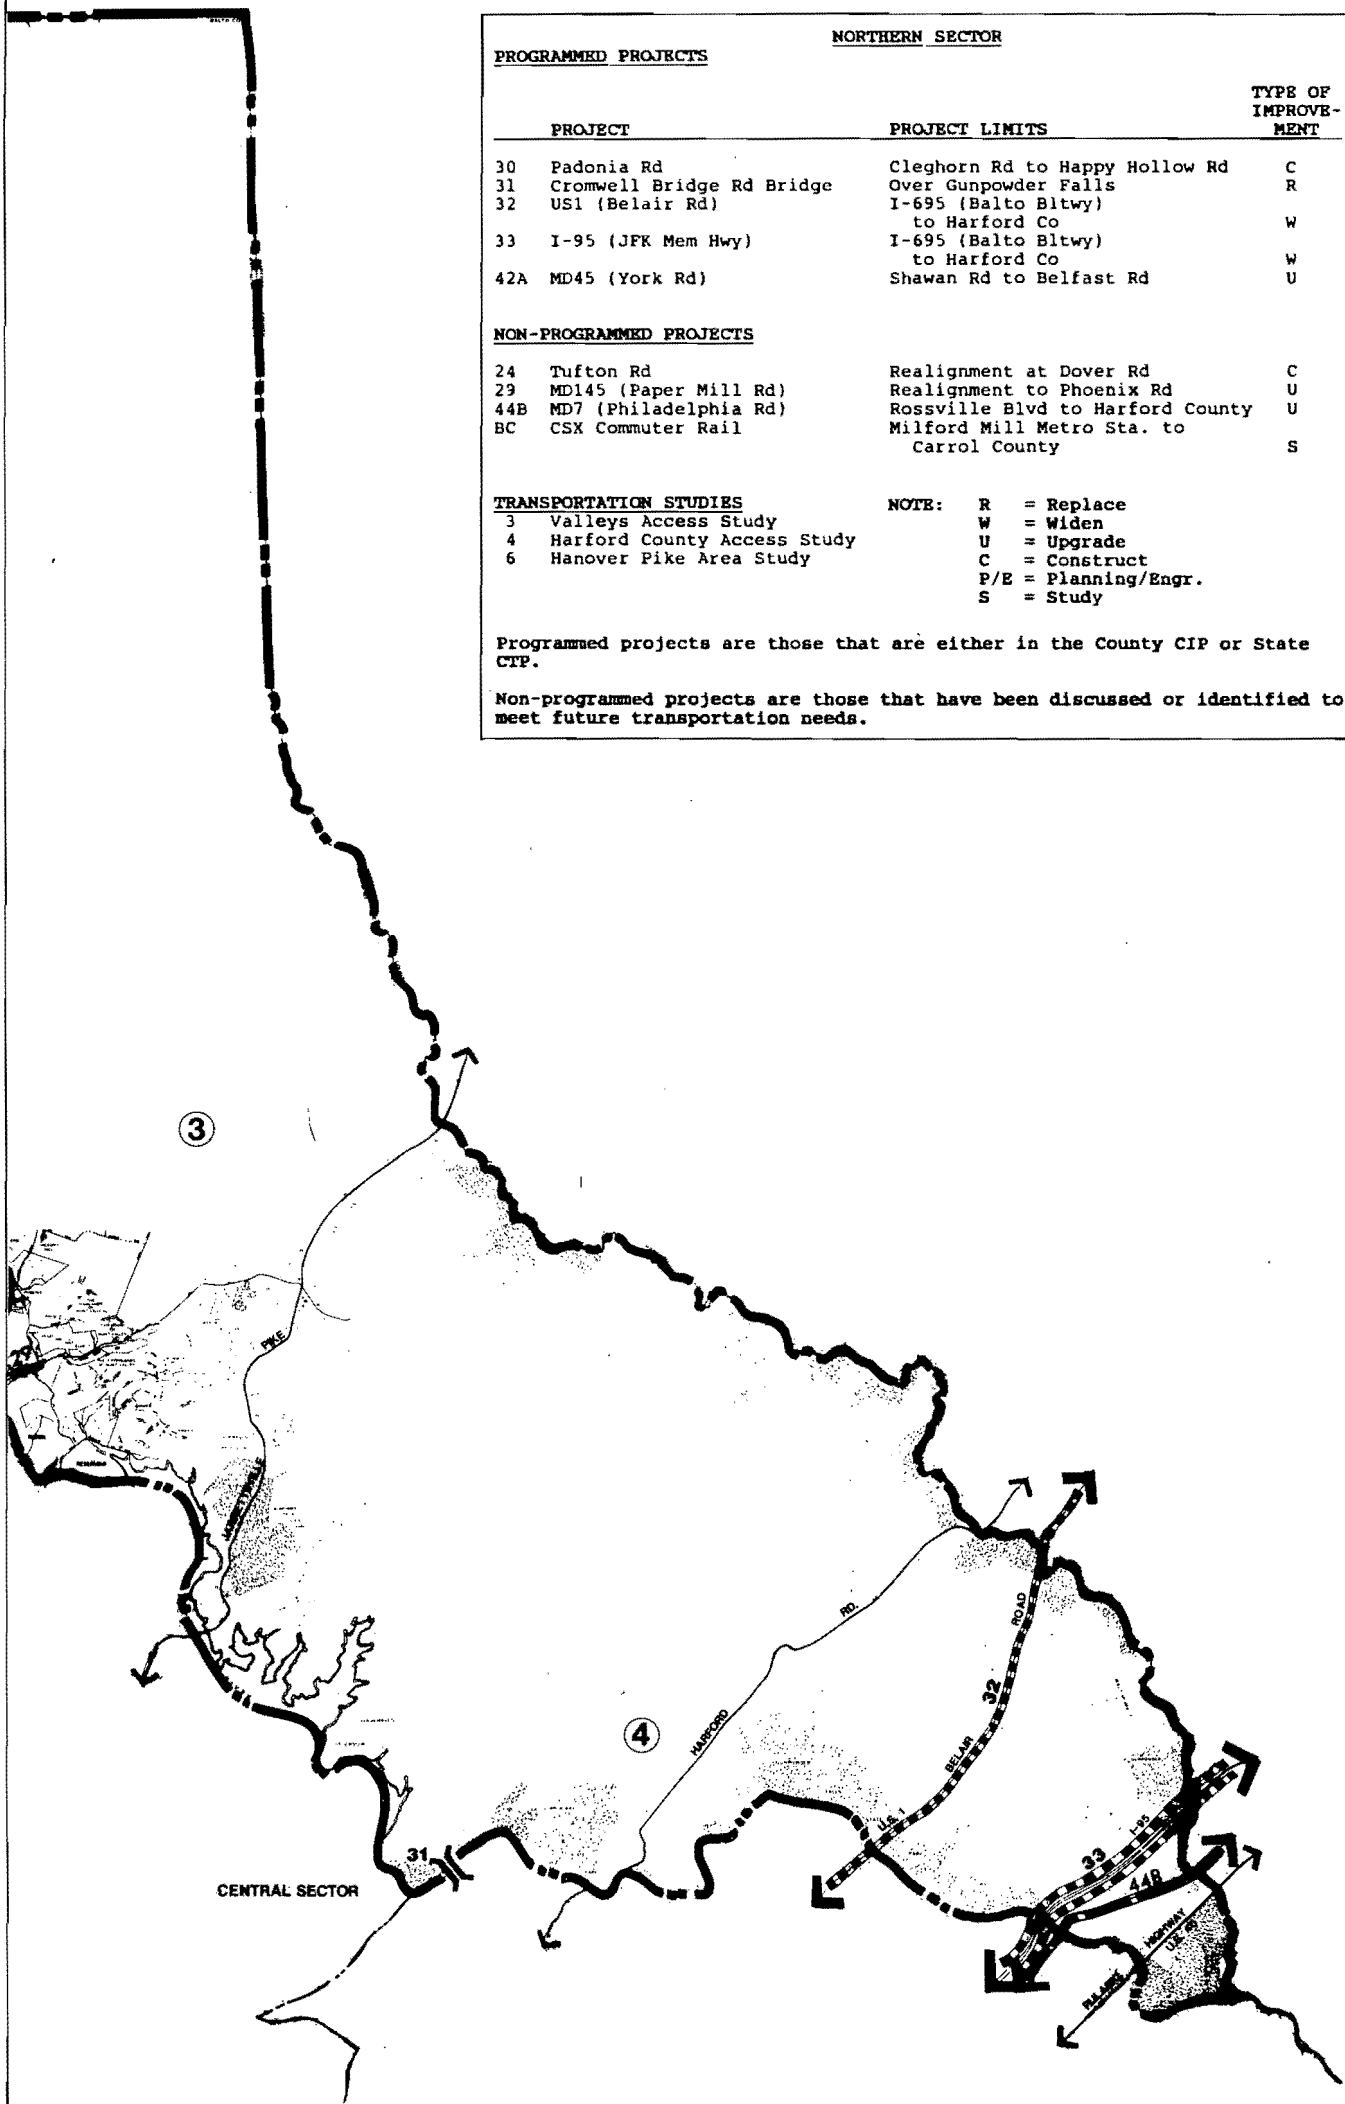 BALTO CO
NORTHERN SECTOR
PROGRAMMED PROJECTS
TYPE OF
IMPROVE-
PROJECT PROJECT LIMITS MENT
30 Padonia Rd Cleghorn Rd to Happy Hollow Rd C
31 Cromwell Bridge Rd Bridge Over Gunpowder Falls R
32 US1 (Belair Rd) I-695 (Balto Bltwy)
to Harford Co W
33 I-95 (JFK Mem Hwy) I-695 (Balto Bltwy)
to Harford Co W
42A MD45 (York Rd) Shawan Rd to Belfast Rd U
NON-PROGRAMMED PROJECTS
24 Tufton Rd Realignment at Dover Rd C
29 MD145 (Paper Mill Rd) Realignment to Phoenix Rd U
44B MD7 (Philadelphia Rd) Rossville Blvd to Harford County U
BC CSX Commuter Rail Milford Mill Metro Sta. to
Carrol County S
TRANSPORTATION STUDIES NOTE: R = Replace
3 Valleys Access Study W = Widen
4 Harford County Access Study U = Upgrade
6 Hanover Pike Area Study C = Construct
P/E = Planning/Engr.
S = Study
Programmed projects are those that are either in the County CIP or State
CTP.
Non-programmed projects are those that have been discussed or identified to
meet future transportation needs.
3
PIKE
29
JARRETTSVILLE
ROAD
RD.
32
HARFORD
4
BELAIR
U.S. 1
I-95
33
31
44B
CENTRAL SECTOR
HIGHWAY
U.S. 40
PULASKI